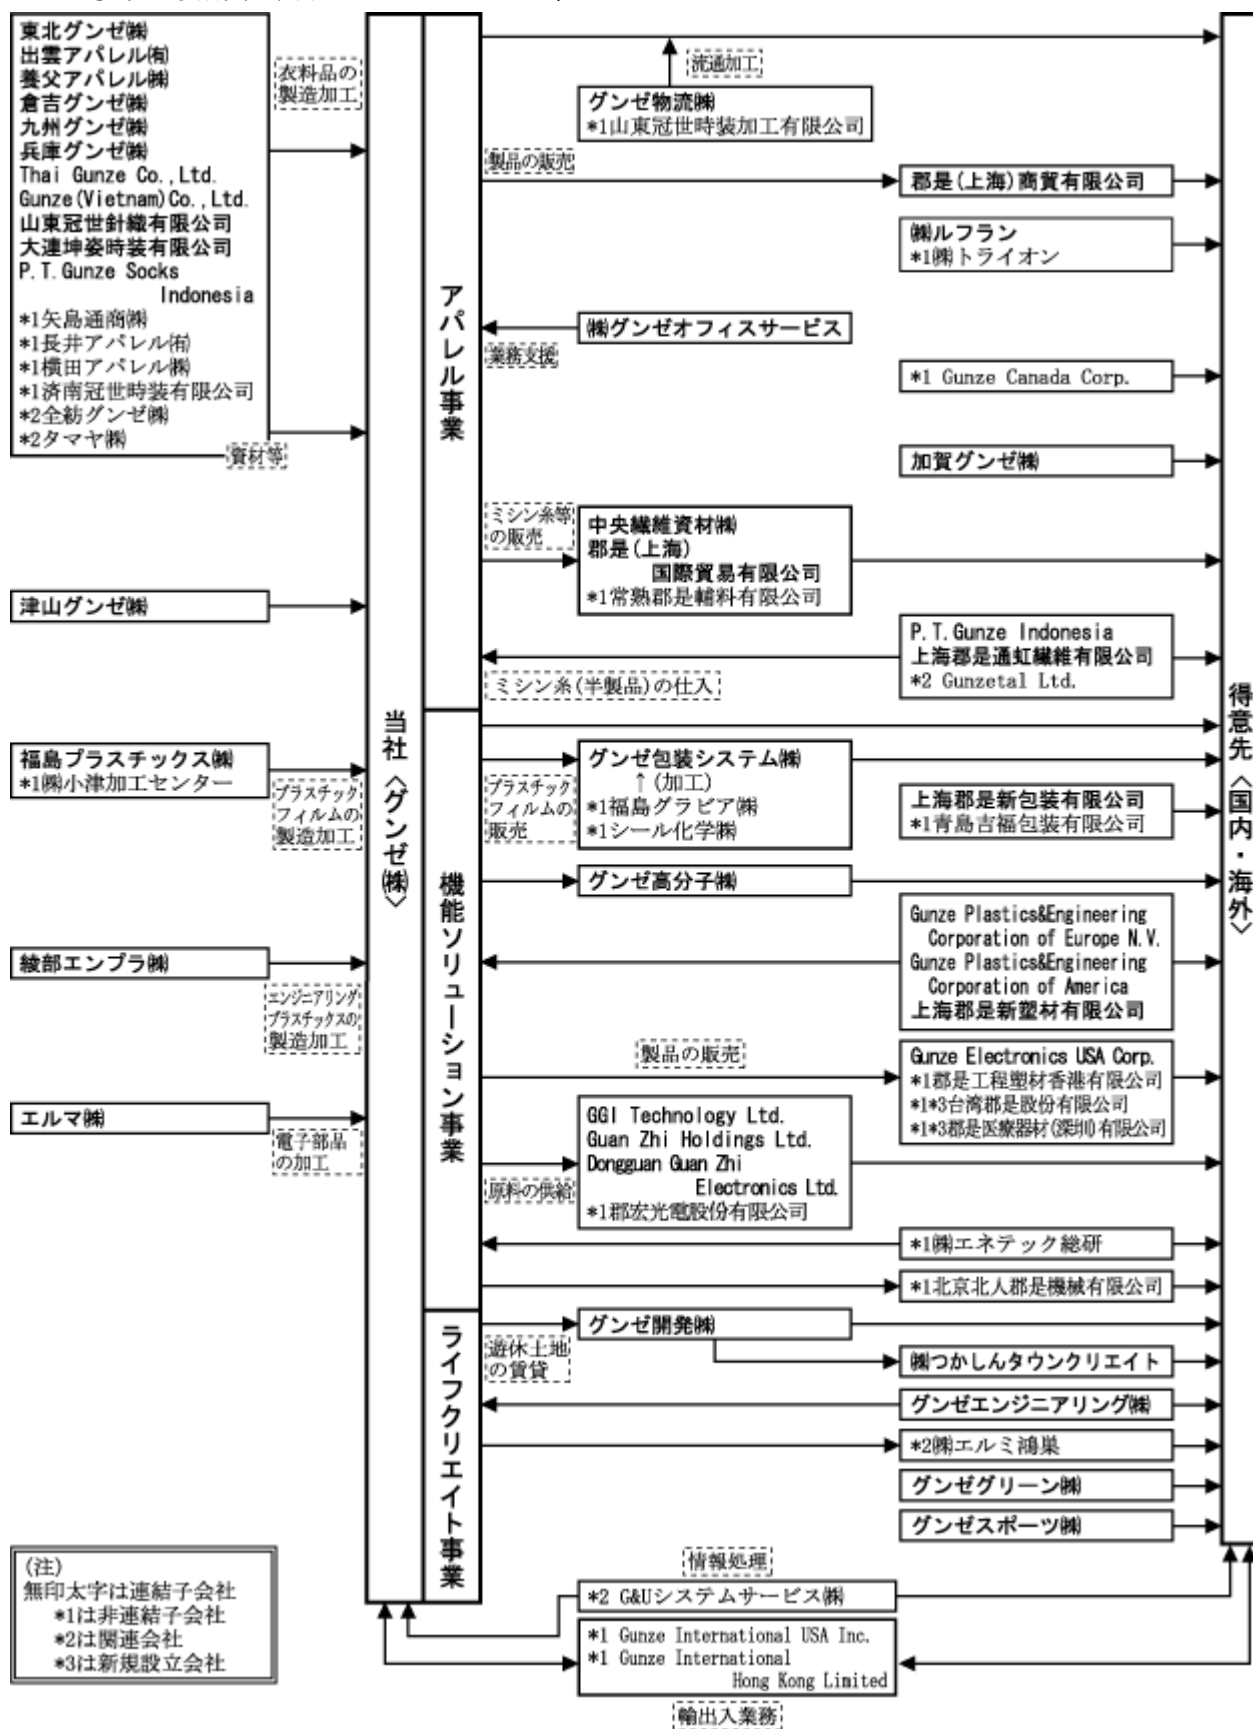 東北グンゼ㈱
出雲アパレル㈲
養父アパレル㈱
倉吉グンゼ㈱
九州グンゼ㈱
兵庫グンゼ㈱
Thai Gunze Co.,Ltd.
Gunze(Vietnam)Co.,Ltd.
山東冠世針織有限公司
大連坤姿時装有限公司
P.T.Gunze Socks
Indonesia
*1矢島通商㈱
*1長井アパレル㈲
*1横田アパレル㈱
*1済南冠世時装有限公司
*2全紡グンゼ㈱
*2タマヤ㈱
衣料品の
製造加工
資材等
津山グンゼ㈱
福島プラスチックス㈱
*1㈱小津加工センター
プラスチック
フィルムの
製造加工
綾部エンプラ㈱
エンジニアリング
プラスチックスの
製造加工
エルマ㈱
電子部品
の加工
当社〈グンゼ㈱〉
アパレル事業
流通加工
グンゼ物流㈱
*1山東冠世時装加工有限公司
製品の販売
郡是(上海)商貿有限公司
㈱ルフラン
*1㈱トライオン
㈱グンゼオフィスサービス
業務支援
*1 Gunze Canada Corp.
加賀グンゼ㈱
ミシン糸等
の販売
中央繊維資材㈱
郡是(上海)
国際貿易有限公司
*1常熟郡是輔料有限公司
P.T.Gunze Indonesia
上海郡是通虹繊維有限公司
*2 Gunzetal Ltd.
ミシン糸(半製品)の仕入
機能ソリューション事業
プラスチック
フィルムの
販売
グンゼ包装システム㈱
↑(加工)
*1福島グラビア㈱
*1シール化学㈱
上海郡是新包装有限公司
*1青島吉福包装有限公司
グンゼ高分子㈱
Gunze Plastics&Engineering
Corporation of Europe N.V.
Gunze Plastics&Engineering
Corporation of America
上海郡是新塑材有限公司
製品の販売
Gunze Electronics USA Corp.
*1郡是工程塑材香港有限公司
*1*3台湾郡是股份有限公司
*1*3郡是医療器材(深圳)有限公司
原料の供給
GGI Technology Ltd.
Guan Zhi Holdings Ltd.
Dongguan Guan Zhi
Electronics Ltd.
*1郡宏光電股份有限公司
*1㈱エネテック総研
*1北京北人郡是機械有限公司
ライフクリエイト事業
グンゼ開発㈱
遊休土地
の賃貸
㈱つかしんタウンクリエイト
グンゼエンジニアリング㈱
*2㈱エルミ鴻巣
グンゼグリーン㈱
グンゼスポーツ㈱
得意先〈国内・海外〉
情報処理
*2 G&Uシステムサービス㈱
*1 Gunze International USA Inc.
*1 Gunze International
Hong Kong Limited
輸出入業務
(注)
無印太字は連結子会社
*1は非連結子会社
*2は関連会社
*3は新規設立会社